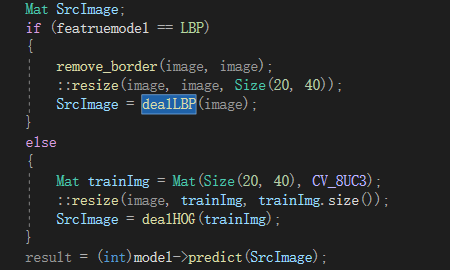 Mat SrcImage;
if (featruemodel == LBP)
{
remove_border(image, image);
::resize(image, image, Size(20, 40));
SrcImage = dealLBP(image);
}
else
{
Mat trainImg = Mat(Size(20, 40), CV_8UC3);
::resize(image, trainImg, trainImg.size());
SrcImage = dealHOG(trainImg);
}
result = (int)model->predict(SrcImage);